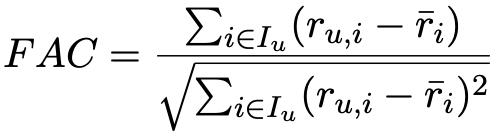 FAC = \frac{\sum_{i \in I_u} (r_{u,i} - \bar{r}_i)}{\sqrt{\sum_{i \in I_u} (r_{u,i} - \bar{r}_i)^2}}